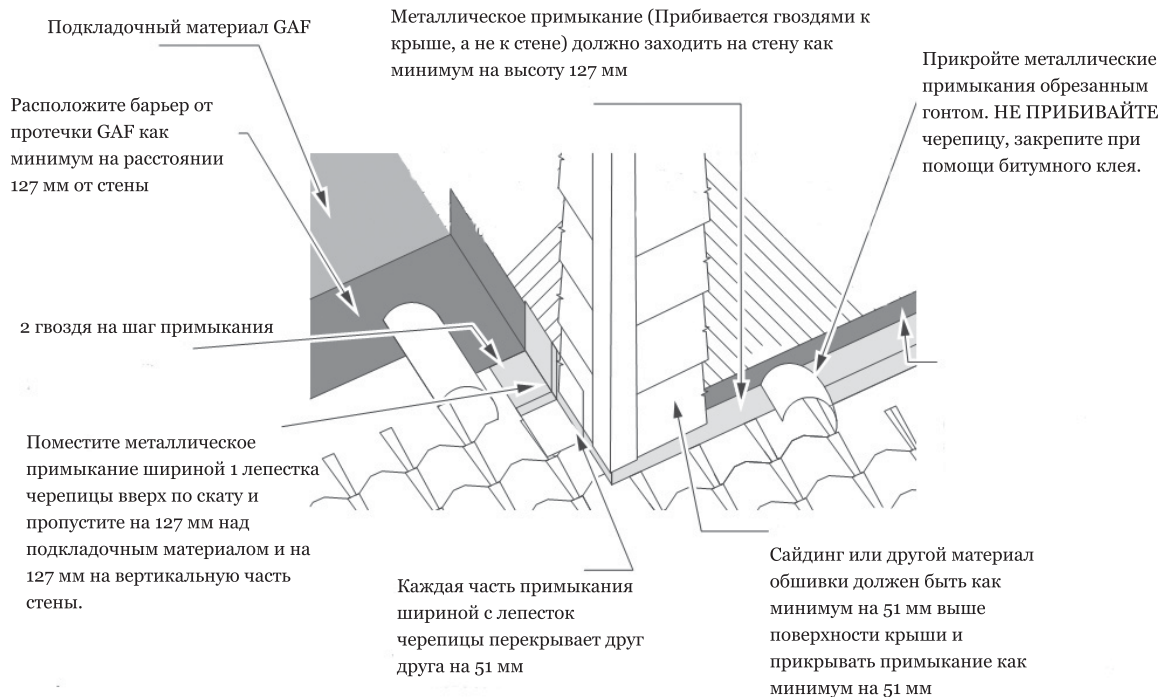 Подкладочный материал GAF
Металлическое примыкание (Прибивается гвоздями к
крыше, а не к стене) должно заходить на стену как
минимум на высоту 127 мм
Прикройте металлические
примыкания обрезанным
гонтом. НЕ ПРИБИВАЙТЕ
черепицу, закрепите при
помощи битумного клея.
Расположите барьер от
протечки GAF как
минимум на расстоянии
127 мм от стены
2 гвоздя на шаг примыкания
Поместите металлическое
примыкание шириной 1 лепестка
черепицы вверх по скату и
пропустите на 127 мм над
подкладочным материалом и на
127 мм на вертикальную часть
стены.
Каждая часть примыкания
шириной с лепесток
черепицы перекрывает друг
друга на 51 мм
Сайдинг или другой материал
обшивки должен быть как
минимум на 51 мм выше
поверхности крыши и
прикрывать примыкание как
минимум на 51 мм